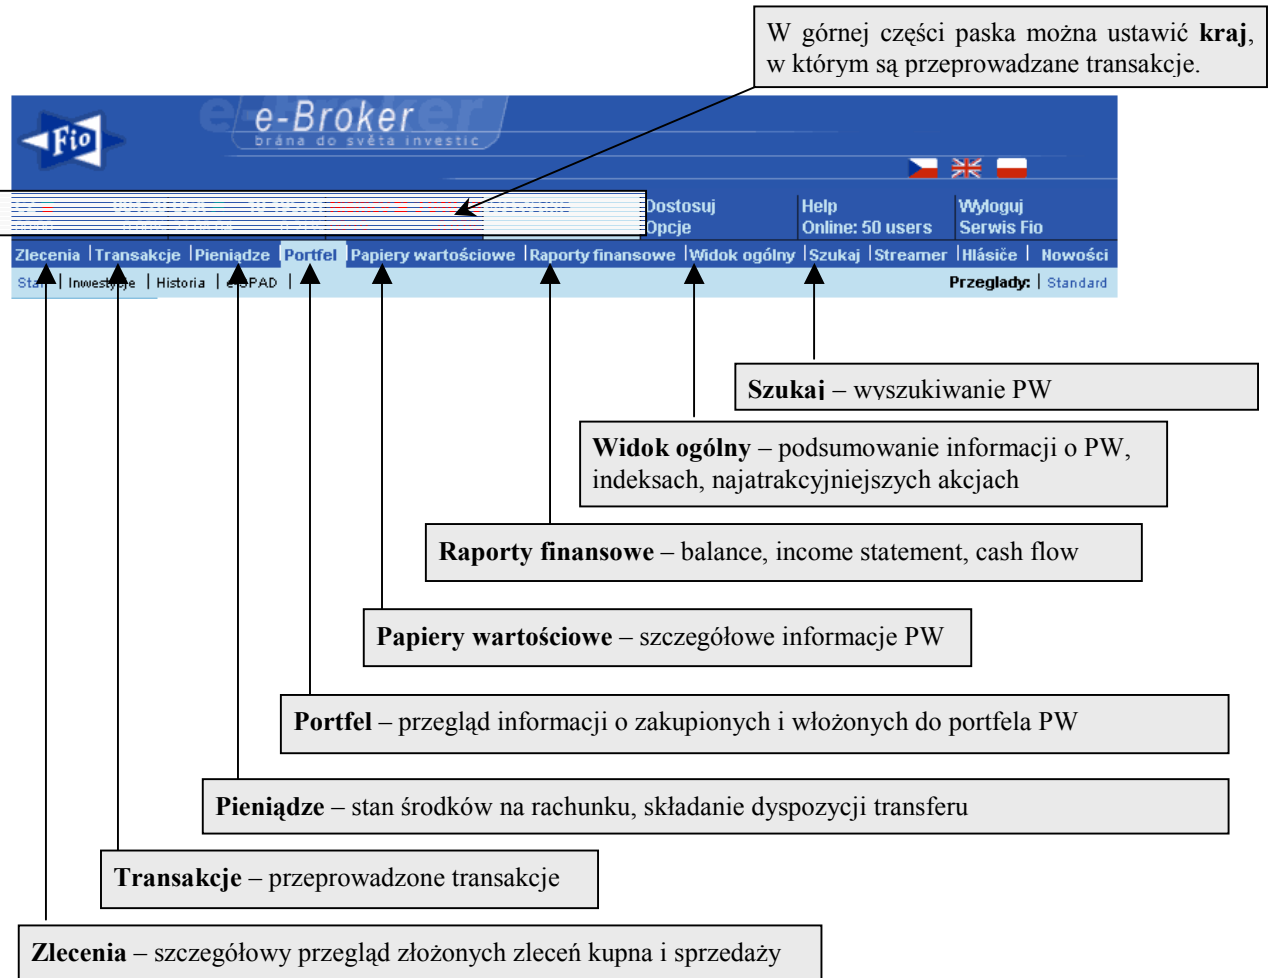 W górnej części paska można ustawić kraj,
w którym są przeprowadzane transakcje.
Fio
e-Broker
brána do světa investic
Dostosuj
Opcje
Help
Online: 50 users
Wyloguj
Serwis Fio
Zlecenia | Transakcje | Pieniądze | Portfel | Papiery wartościowe | Raporty finansowe | Widok ogólny | Szukaj | Streamer | Hlásiče | Nowości
Stan | Inwestycje | Historia | e-SPAD |
Przeglady: | Standard
Szukaj – wyszukiwanie PW
Widok ogólny – podsumowanie informacji o PW,
indeksach, najatrakcyjniejszych akcjach
Raporty finansowe – balance, income statement, cash flow
Papiery wartościowe – szczegółowe informacje PW
Portfel – przegląd informacji o zakupionych i włożonych do portfela PW
Pieniądze – stan środków na rachunku, składanie dyspozycji transferu
Transakcje – przeprowadzone transakcje
Zlecenia – szczegółowy przegląd złożonych zleceń kupna i sprzedaży